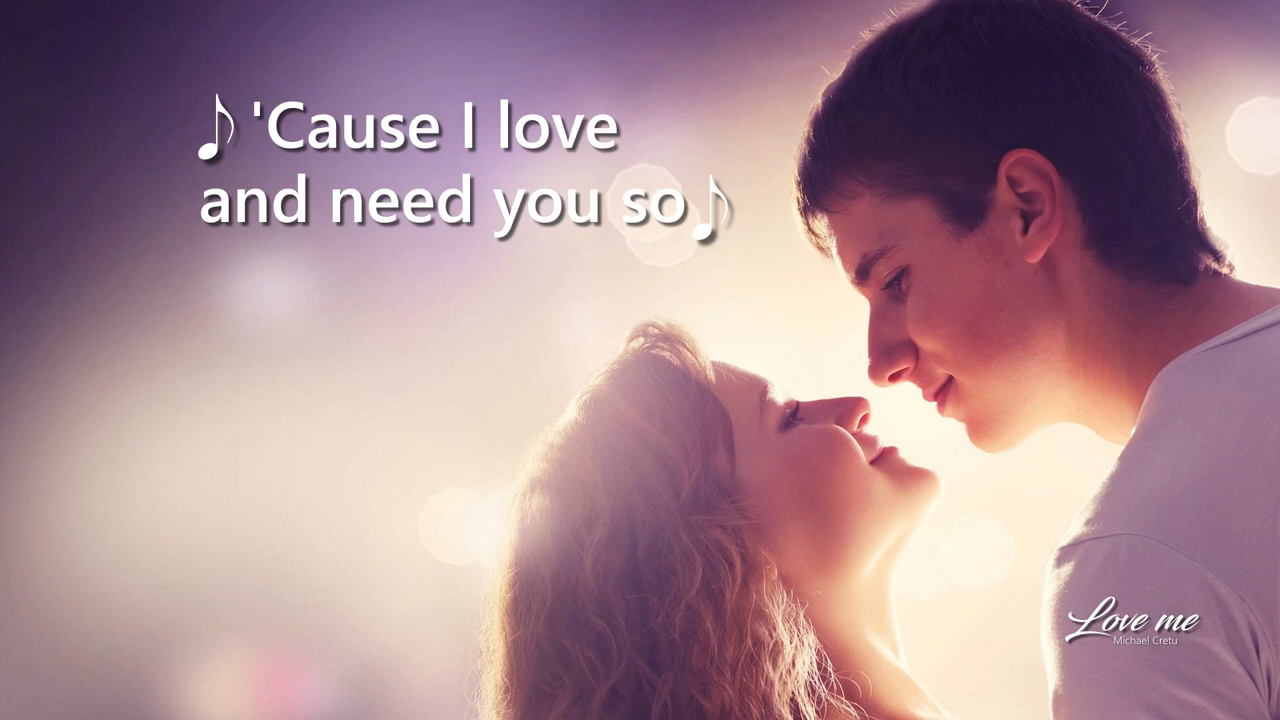 ♪ 'Cause I love
and need you so ♪
Love me
Michael Cretu